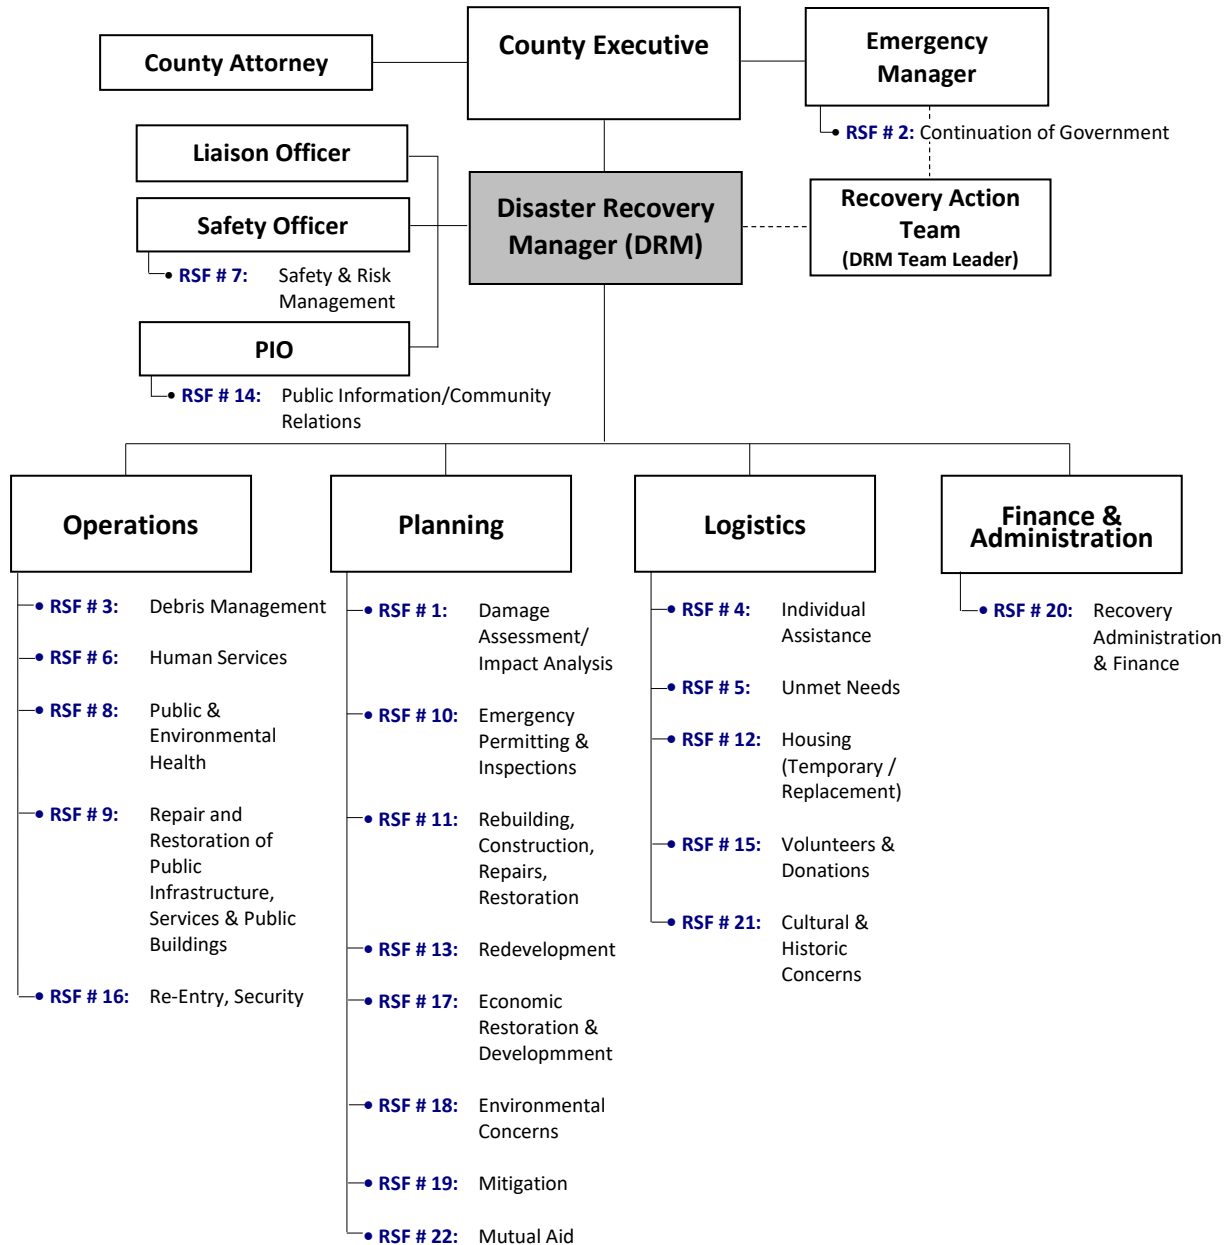 County Executive
County Attorney
Emergency
Manager
RSF # 2: Continuation of Government
Liaison Officer
Safety Officer
RSF # 7: Safety & Risk
Management
PIO
RSF # 14: Public Information/Community
Relations
Disaster Recovery
Manager (DRM)
Recovery Action
Team
(DRM Team Leader)
Operations
RSF # 3: Debris Management
RSF # 6: Human Services
RSF # 8: Public &
Environmental
Health
RSF # 9: Repair and
Restoration of
Public
Infrastructure,
Services & Public
Buildings
RSF # 16: Re-Entry, Security
Planning
RSF # 1: Damage
Assessment/
Impact Analysis
RSF # 10: Emergency
Permitting &
Inspections
RSF # 11: Rebuilding,
Construction,
Repairs,
Restoration
RSF # 13: Redevelopment
RSF # 17: Economic
Restoration &
Developmment
RSF # 18: Environmental
Concerns
RSF # 19: Mitigation
RSF # 22: Mutual Aid
Logistics
RSF # 4: Individual
Assistance
RSF # 5: Unmet Needs
RSF # 12: Housing
(Temporary /
Replacement)
RSF # 15: Volunteers &
Donations
RSF # 21: Cultural &
Historic
Concerns
Finance &
Administration
RSF # 20: Recovery
Administration
& Finance